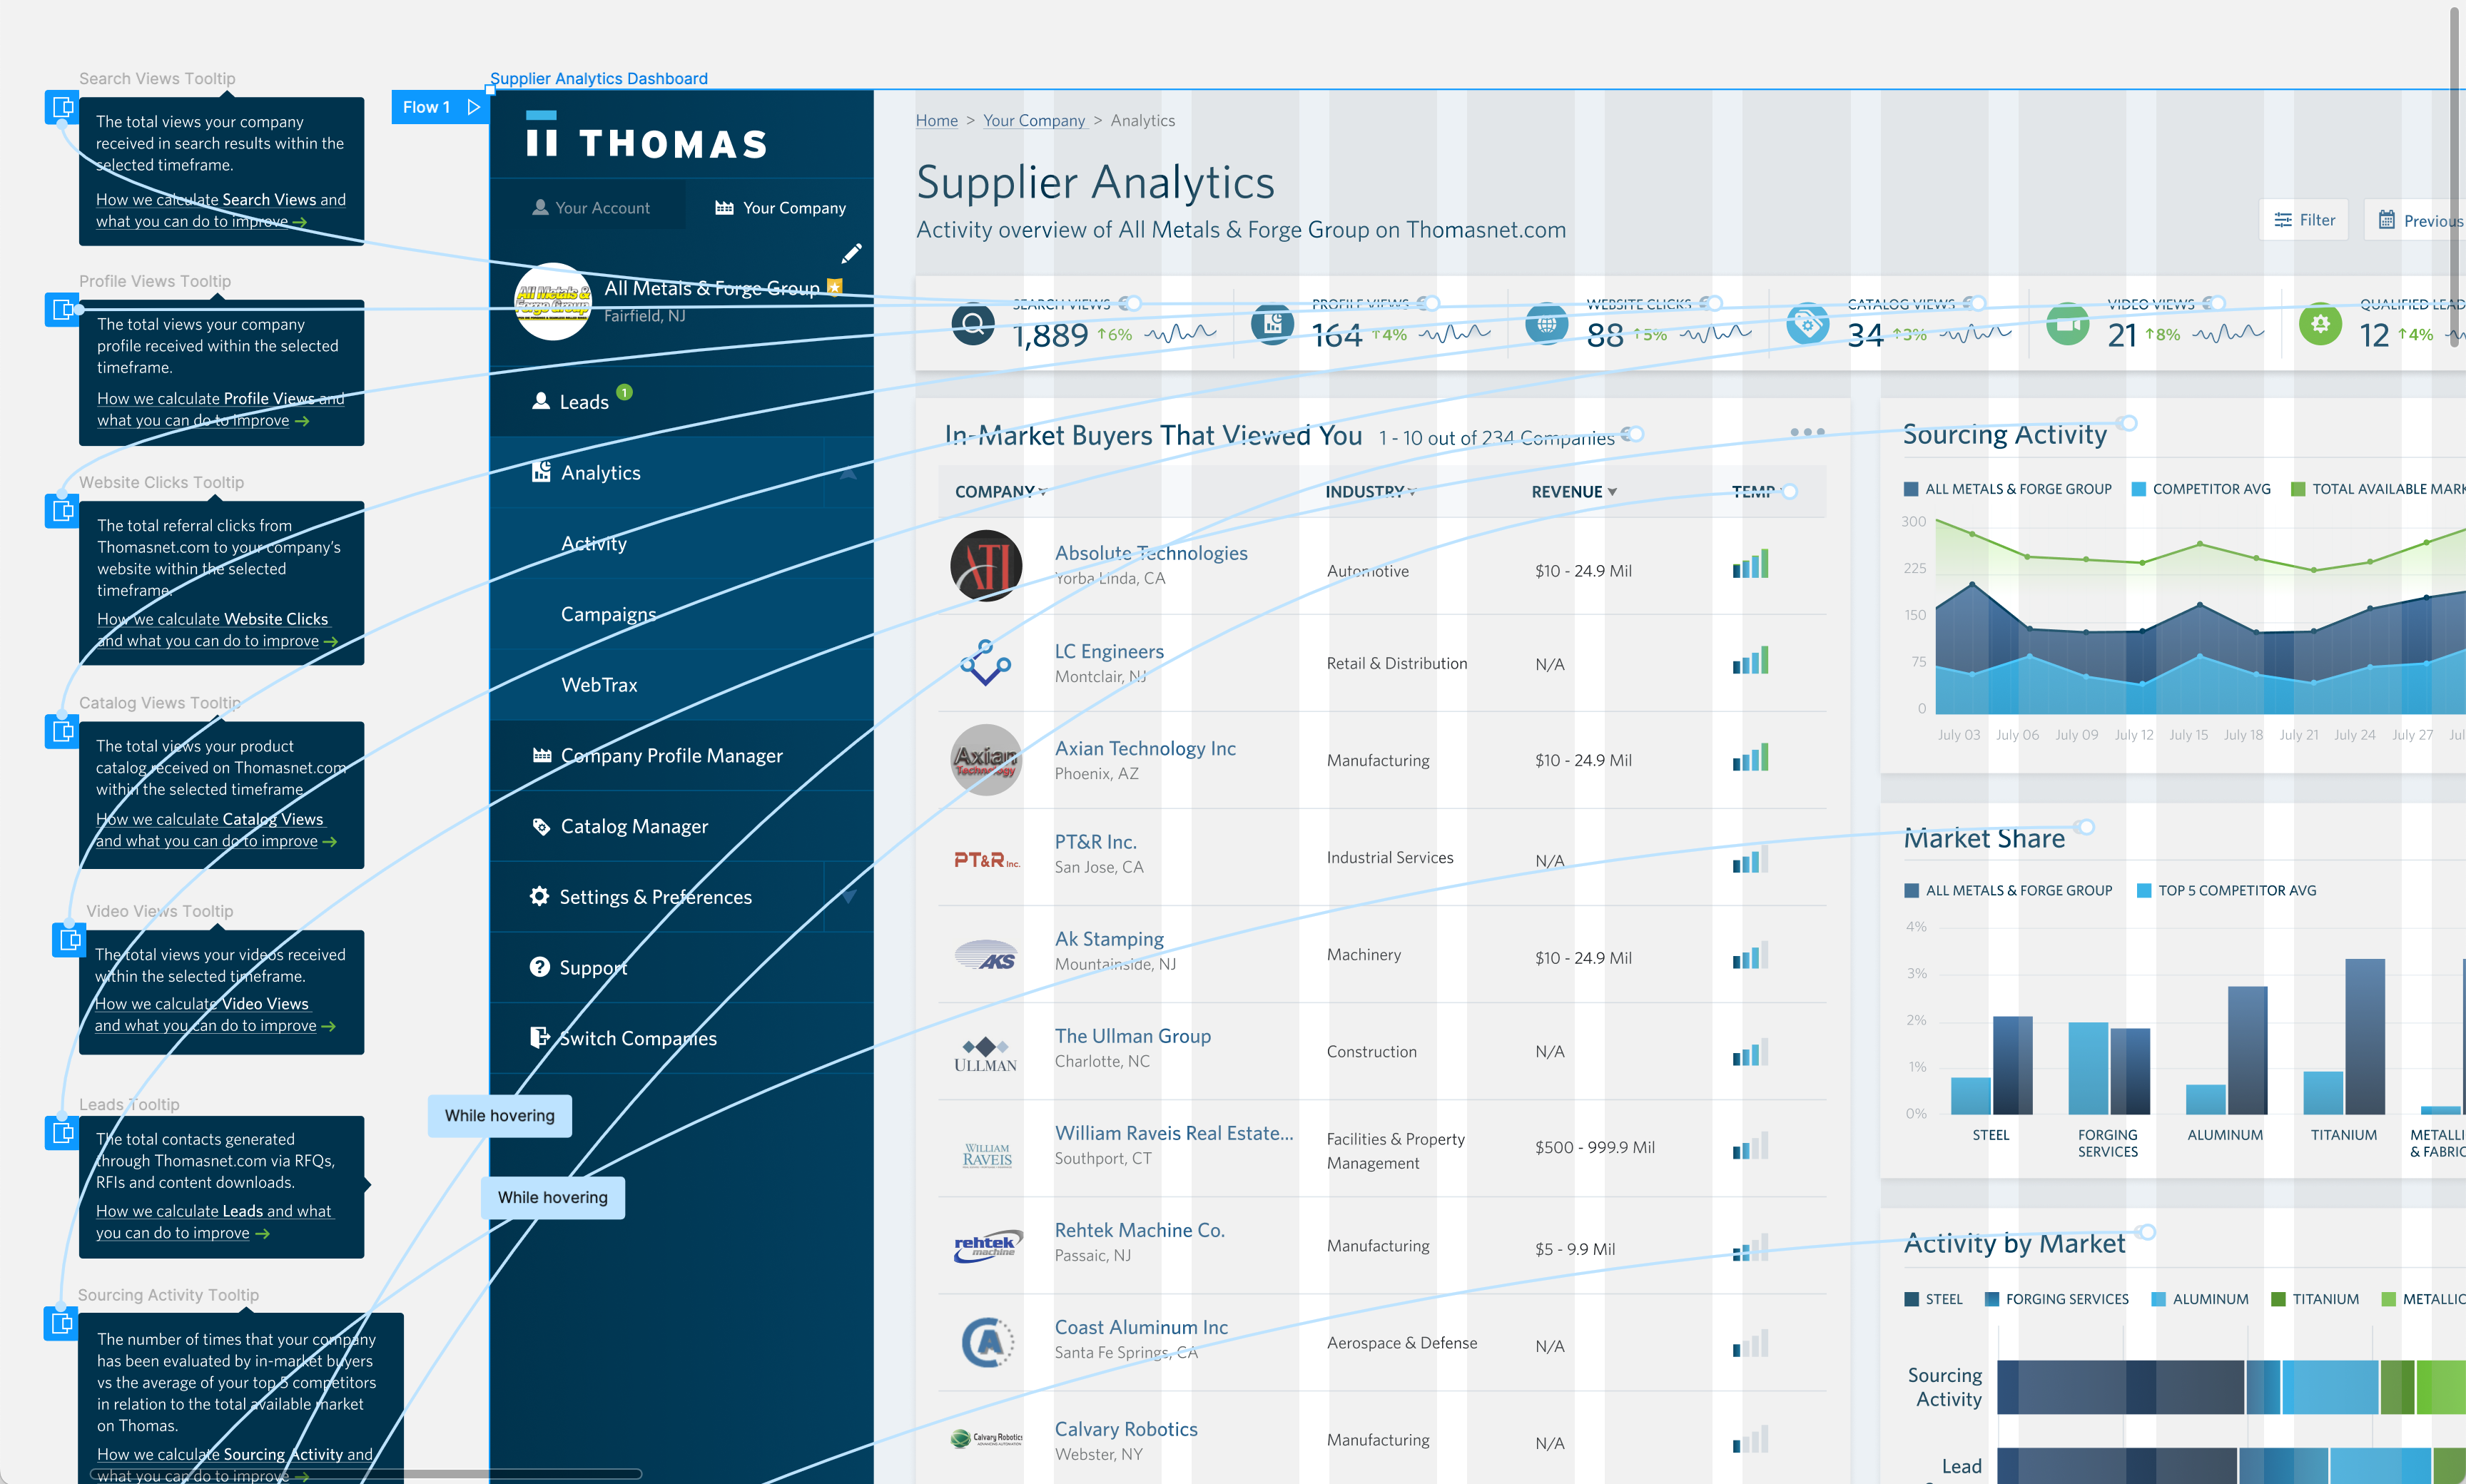 Search Views Tooltip
The total views your company
received in search results within the
selected timeframe.
How we calculate Search Views and
what you can do to improve →
Profile Views Tooltip
The total views your company
profile received within the selected
timeframe.
How we calculate Profile Views and
what you can do to improve →
Website Clicks Tooltip
The total referral clicks from
Thomasnet.com to your company's
website within the selected
timeframe.
How we calculate Website Clicks
and what you can do to improve →
Catalog Views Tooltip
The total views your product
catalog received on Thomasnet.com
within the selected timeframe.
How we calculate Catalog Views
and what you can do to improve →
Video Views Tooltip
The total views your videos received
within the selected timeframe.
How we calculate Video Views
and what you can do to improve →
Leads Tooltip
The total contacts generated
through Thomasnet.com via RFQs,
RFIs and content downloads.
How we calculate Leads and what
you can do to improve →
Sourcing Activity Tooltip
The number of times that your company
has been evaluated by in-market buyers
vs the average of your top 5 competitors
in relation to the total available market
on Thomas.
How we calculate Sourcing Activity and
what you can do to improve →
Flow 1
Supplier Analytics Dashboard
THOMAS
Your Account
Your Company
All Metals & Forge Group
All Metals & Forge Group
Fairfield, NJ
Leads 1
Analytics
Activity
Campaigns
WebTrax
Company Profile Manager
Catalog Manager
Settings & Preferences
Support
Switch Companies
While hovering
While hovering
Home > Your Company > Analytics
Supplier Analytics
Activity overview of All Metals & Forge Group on Thomasnet.com
Filter
Previous
SEARCH VIEWS
1,889 ↑6%
PROFILE VIEWS
164 ↑4%
WEBSITE CLICKS
88 ↑5%
CATALOG VIEWS
34 ↑3%
VIDEO VIEWS
21 ↑8%
QUALIFIED LEAD
12 ↑4%
In-Market Buyers That Viewed You 1 - 10 out of 234 Companies
COMPANY INDUSTRY REVENUE TEMP
ATI
Absolute Technologies
Yorba Linda, CA
Automotive
$10 - 24.9 Mil
LC Engineers
Montclair, NJ
Retail & Distribution
N/A
Axian Technology
Axian Technology Inc
Phoenix, AZ
Manufacturing
$10 - 24.9 Mil
PT&R Inc.
PT&R Inc.
San Jose, CA
Industrial Services
N/A
AKS
Ak Stamping
Mountainside, NJ
Machinery
$10 - 24.9 Mil
ULLMAN
The Ullman Group
Charlotte, NC
Construction
N/A
WILLIAM
RAVEIS
William Raveis Real Estate...
Southport, CT
Facilities & Property
Management
$500 - 999.9 Mil
rehtek
machine
Rehtek Machine Co.
Passaic, NJ
Manufacturing
$5 - 9.9 Mil
CA
Coast Aluminum Inc
Santa Fe Springs, CA
Aerospace & Defense
N/A
Calvary Robotics
Calvary Robotics
Webster, NY
Manufacturing
N/A
Sourcing Activity
ALL METALS & FORGE GROUP COMPETITOR AVG TOTAL AVAILABLE MARK
300
225
150
75
0
July 03 July 06 July 09 July 12 July 15 July 18 July 21 July 24 July 27 Jul
Market Share
ALL METALS & FORGE GROUP TOP 5 COMPETITOR AVG
4%
3%
2%
1%
0%
STEEL
FORGING
SERVICES
ALUMINUM
TITANIUM
METALLI
& FABRIC
Activity by Market
STEEL FORGING SERVICES ALUMINUM TITANIUM METALLIC
Sourcing
Activity
Lead